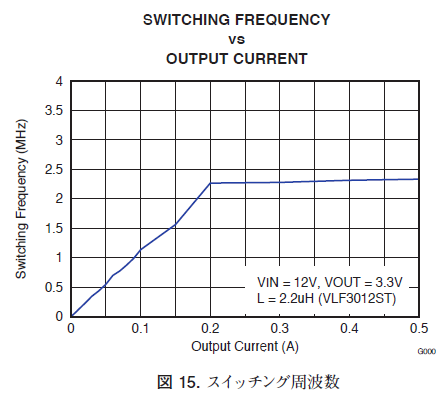 SWITCHING FREQUENCY
vs
OUTPUT CURRENT
4
3.5
3
2.5
2
1.5
1
0.5
0
Switching Frequency (MHz)
VIN = 12V, VOUT = 3.3V
L = 2.2uH (VLF3012ST)
0 0.1 0.2 0.3 0.4 0.5
Output Current (A)
G000
図 15. スイッチング周波数